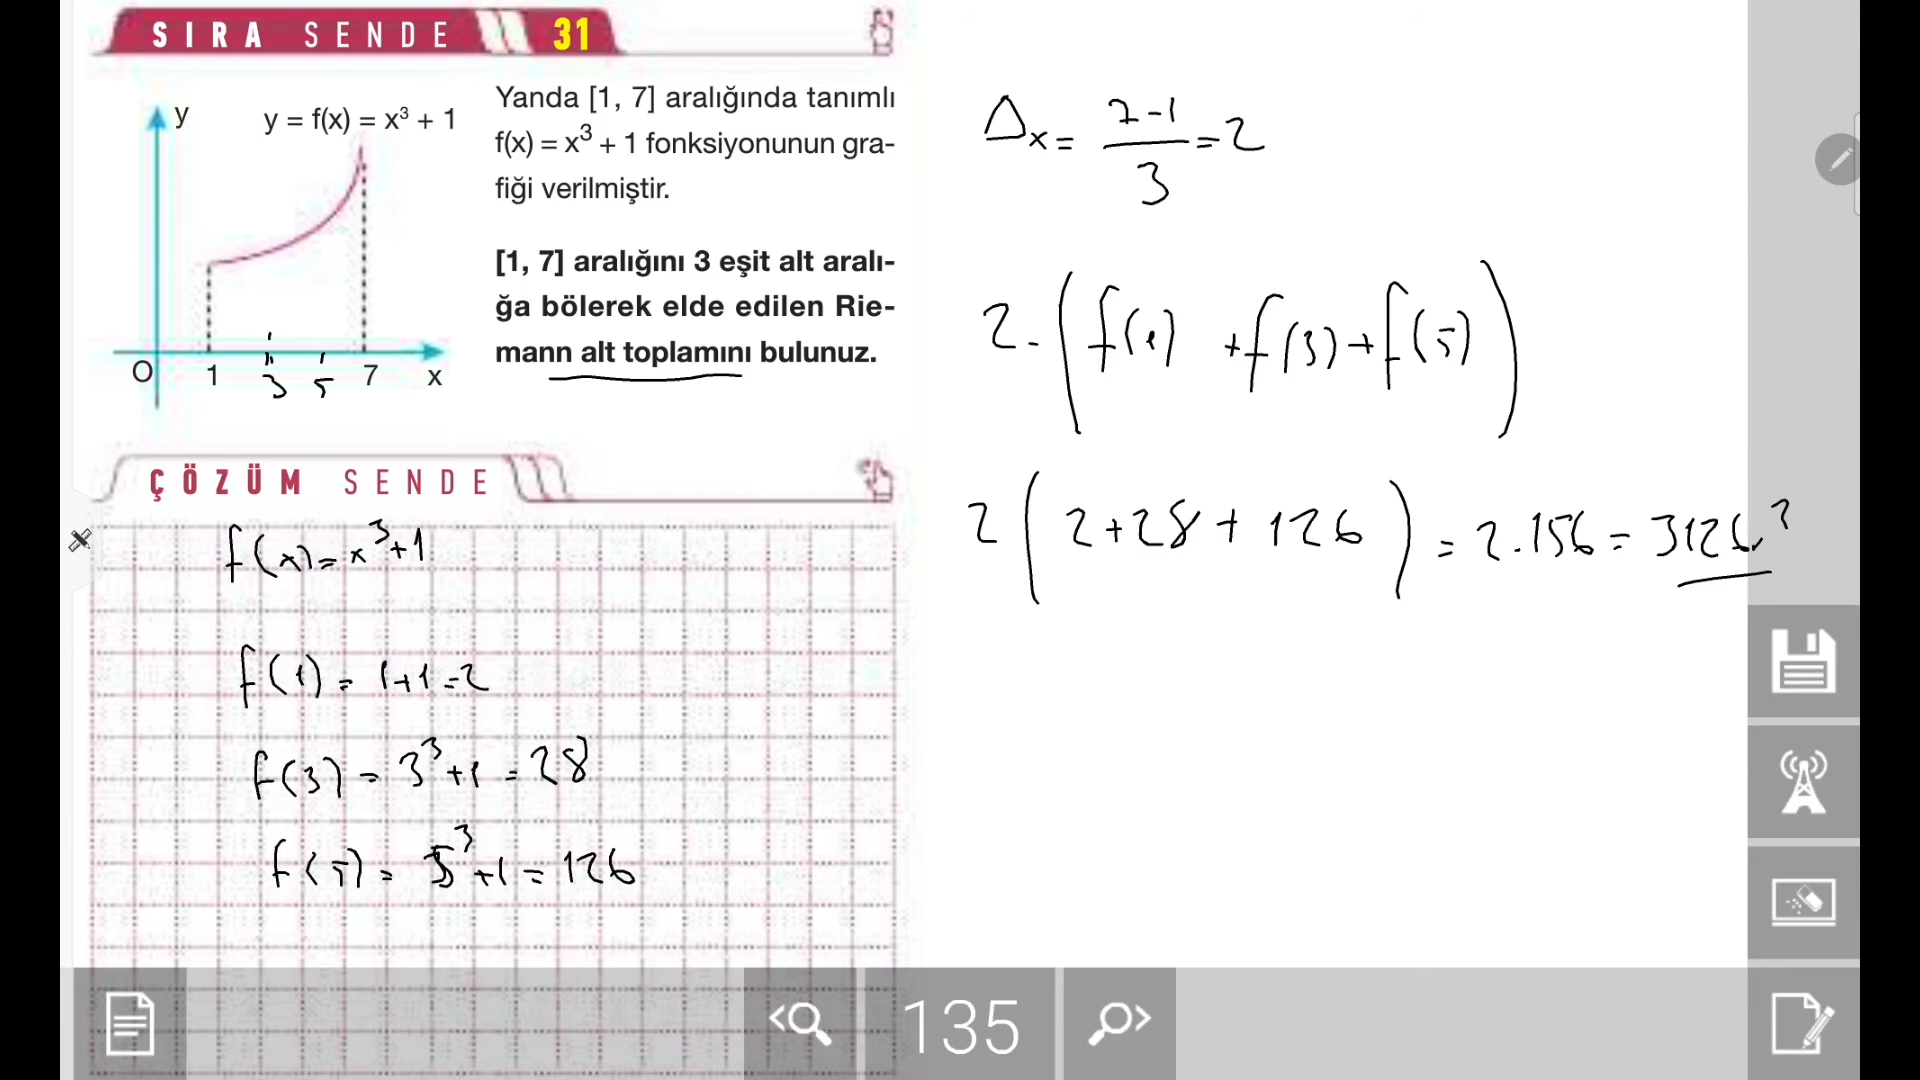 SIRA SENDE 31
y
y = f(x) = x³ + 1
O 1 3 5 7 x
Yanda [1, 7] aralığında tanımlı
f(x) = x³ + 1 fonksiyonunun gra-
fiği verilmiştir.
[1, 7] aralığını 3 eşit alt aralı-
ğa bölerek elde edilen Rie-
mann alt toplamını bulunuz.
ÇÖZÜM SENDE
f(x) = x³+1
f(1) = 1+1=2
f(3) = 3³+1 = 28
f(5) = 5³+1 = 126
Δx = (7-1)/3 = 2
2.(f(1) + f(3) + f(5))
2(2+28+126) = 2.156 = 312
135